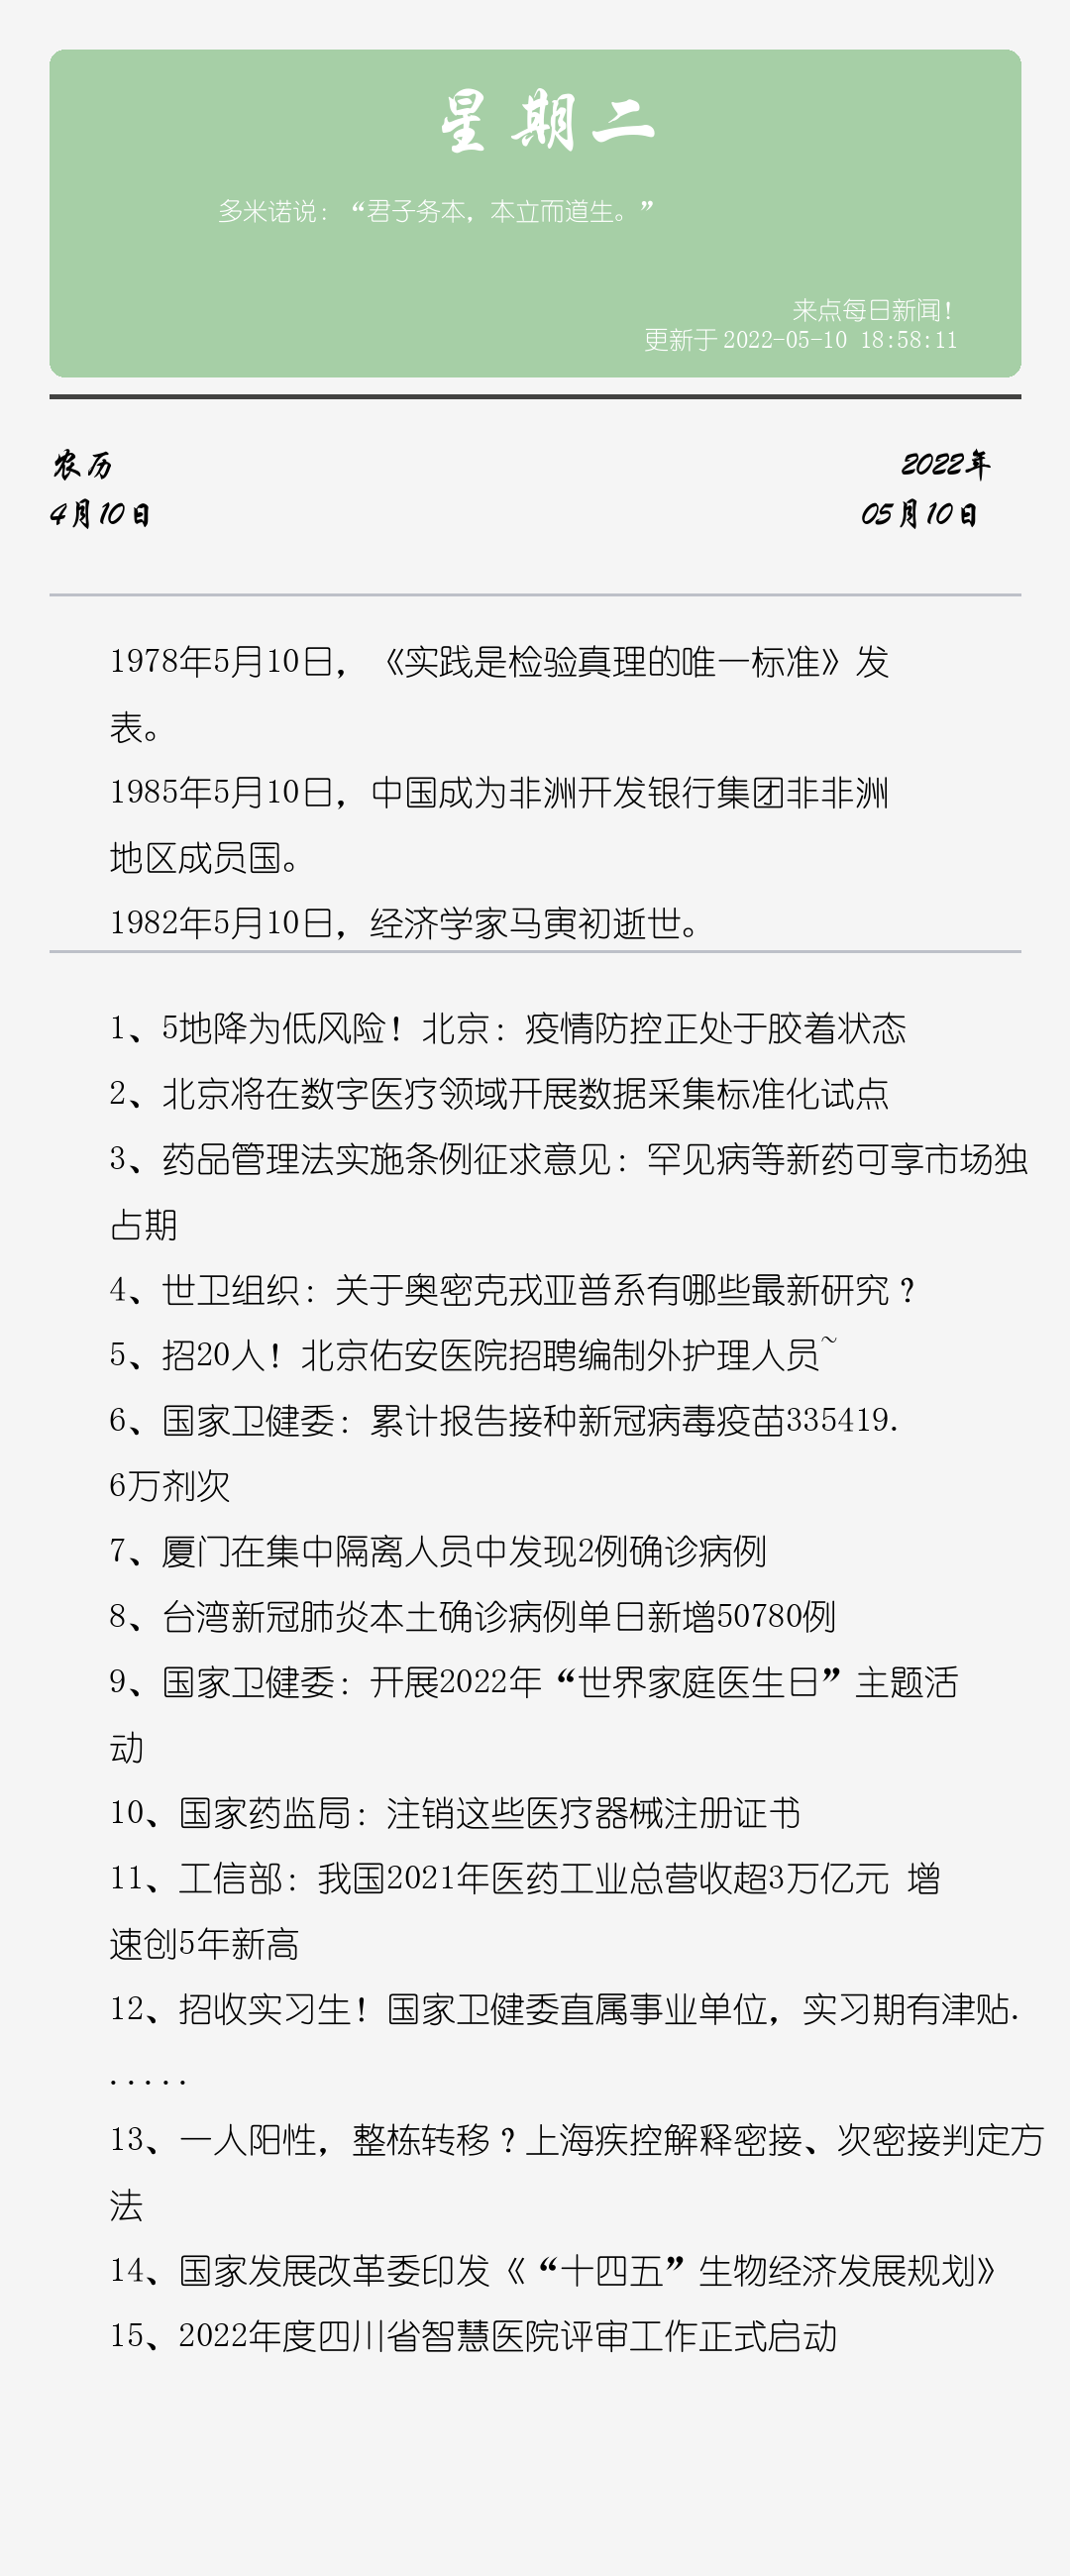 星期二
多米诺说：“君子务本，本立而道生。”
来点每日新闻！
更新于 2022-05-10 18:58:11
农历
2022年
4月10日
05月10日
1978年5月10日，《实践是检验真理的唯一标准》发
表。
1985年5月10日，中国成为非洲开发银行集团非非洲
地区成员国。
1982年5月10日，经济学家马寅初逝世。
1、5地降为低风险！北京：疫情防控正处于胶着状态
2、北京将在数字医疗领域开展数据采集标准化试点
3、药品管理法实施条例征求意见：罕见病等新药可享市场独
占期
4、世卫组织：关于奥密克戎亚普系有哪些最新研究？
5、招20人！北京佑安医院招聘编制外护理人员~
6、国家卫健委：累计报告接种新冠病毒疫苗335419.
6万剂次
7、厦门在集中隔离人员中发现2例确诊病例
8、台湾新冠肺炎本土确诊病例单日新增50780例
9、国家卫健委：开展2022年“世界家庭医生日”主题活
动
10、国家药监局：注销这些医疗器械注册证书
11、工信部：我国2021年医药工业总营收超3万亿元 增
速创5年新高
12、招收实习生！国家卫健委直属事业单位，实习期有津贴.
.....
13、一人阳性，整栋转移？上海疾控解释密接、次密接判定方
法
14、国家发展改革委印发《“十四五”生物经济发展规划》
15、2022年度四川省智慧医院评审工作正式启动